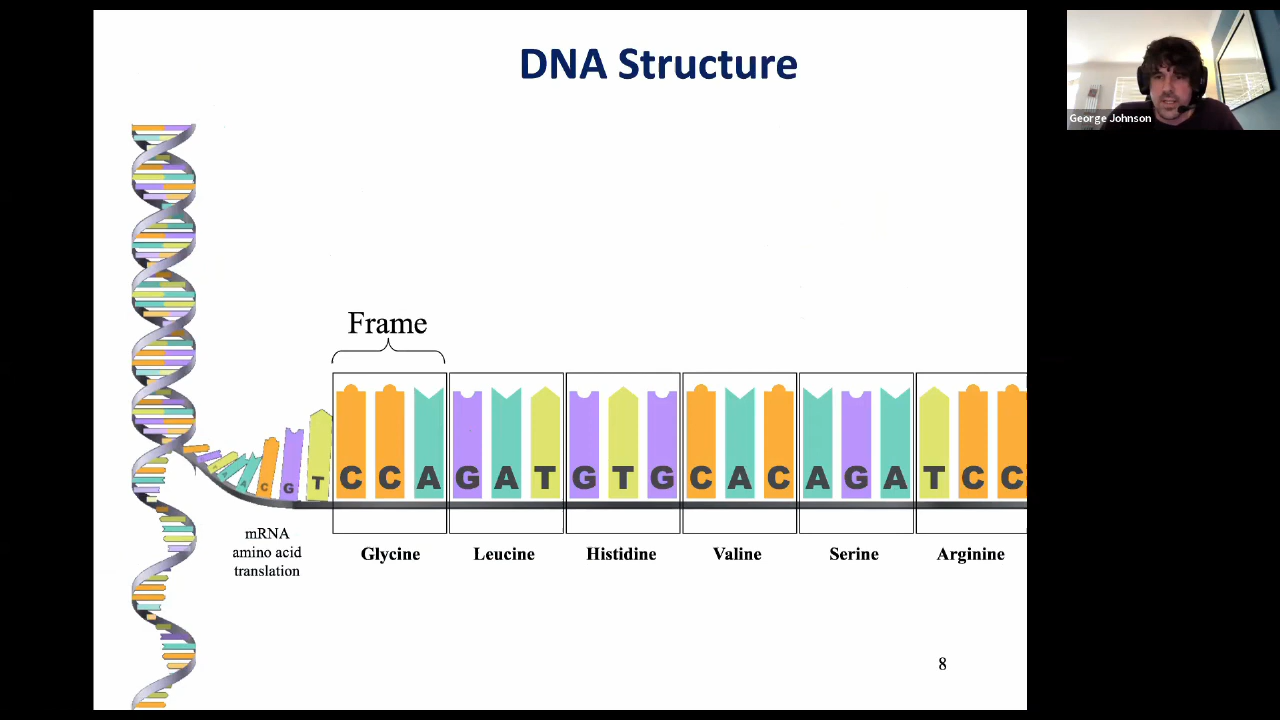 DNA Structure
George Johnson
Frame
C G T C C A G A T G T G C A C A G A T C C
mRNA
amino acid
translation
Glycine Leucine Histidine Valine Serine Arginine
8